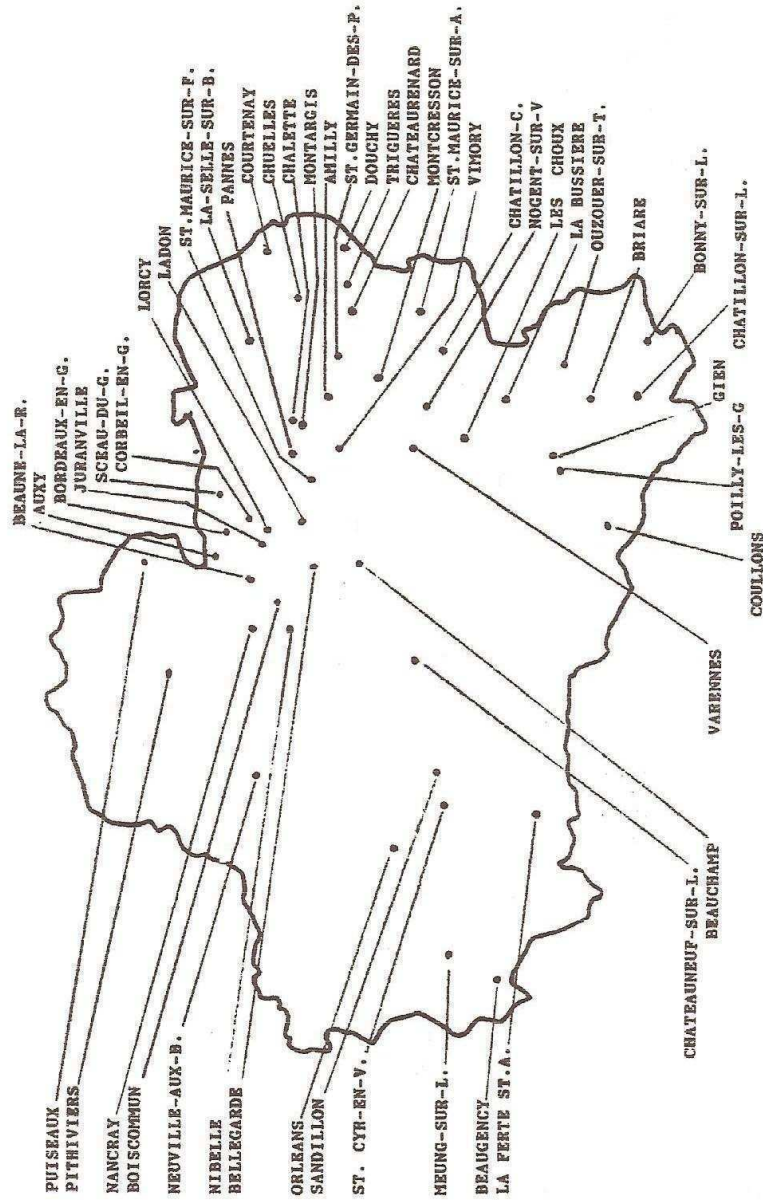 BEAUNE-LA-R.
AUXY
BORDEAUX-EN-G.
JURANVILLE
SCEAU-DU-G.
CORBEIL-EN-G.
LORCY
LADON
ST.MAURICE-SUR-F.
LA-SELLE-SUR-B.
PANNES
COURTENAY
CHUELLES
CHALETTE
MONTARGIS
AMILLY
ST.GERMAIN-DES-P.
DOUCHY
TRIGUERES
CHATEAURENARD
MONTCRESSON
ST.MAURICE-SUR-A.
VIMORY
CHATILLON-C.
NOGENT-SUR-V
LES CHOUX
LA BUSSIERE
OUZOUER-SUR-T.
BRIARE
BONNY-SUR-L.
CHATILLON-SUR-L.
GIEN
POILLY-LES-G
COULLONS
VARENNES
CHATEAUNEUF-SUR-L.
BEAUCHAMP
PUISEAUX
PITHIVIERS
NANCRAY
BOISCOMMUN
NEUVILLE-AUX-B.
NIBELLE
BELLEGARDE
ORLEANS
SANDILLON
ST. CYR-EN-V.
MEUNG-SUR-L.
BEAUGENCY
LA FERTE ST.A.